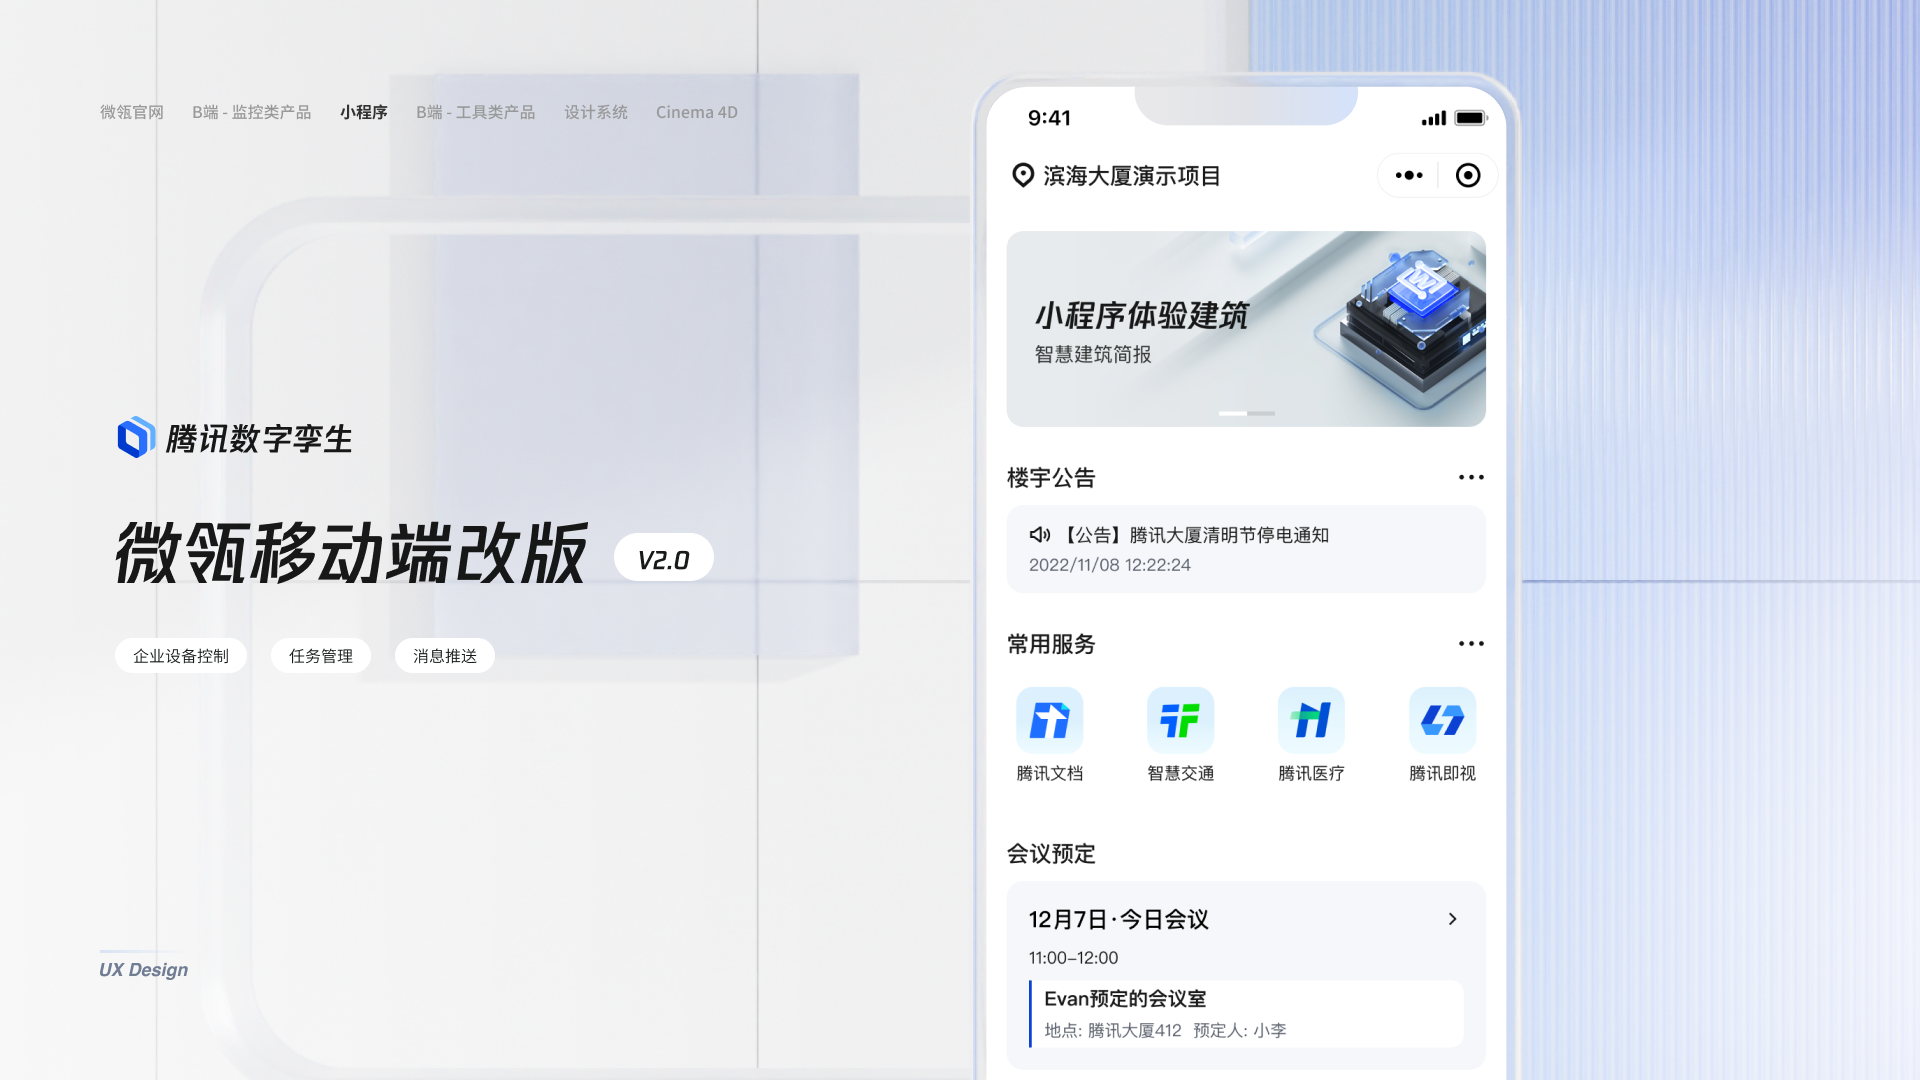 微瓴官网 B端 - 监控类产品 小程序 B端 - 工具类产品 设计系统 Cinema 4D
腾讯数字孪生
微瓴移动端改版 V2.0
企业设备控制 任务管理 消息推送
UX Design
9:41
滨海大厦演示项目
小程序体验建筑
智慧建筑简报
W
楼宇公告
【公告】腾讯大厦清明节停电通知
2022/11/08 12:22:24
常用服务
腾讯文档 智慧交通 腾讯医疗 腾讯即视
会议预定
12月7日·今日会议
11:00–12:00
Evan预定的会议室
地点: 腾讯大厦412 预定人: 小李